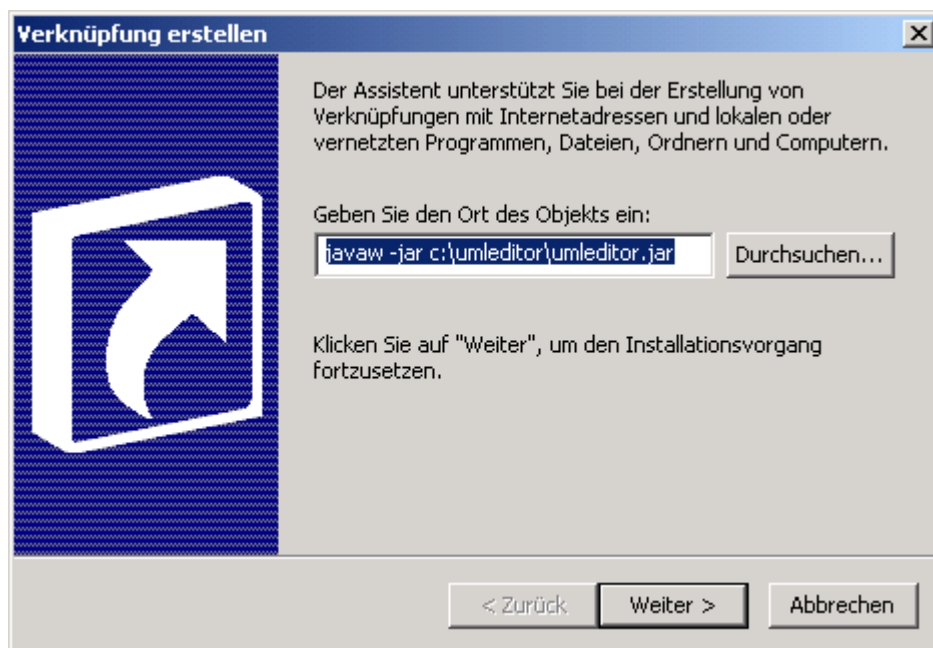 Verknüpfung erstellen
Der Assistent unterstützt Sie bei der Erstellung von
Verknüpfungen mit Internetadressen und lokalen oder
vernetzten Programmen, Dateien, Ordnern und Computern.
Geben Sie den Ort des Objekts ein:
javaw -jar c:\umleditor\umleditor.jar
Durchsuchen...
Klicken Sie auf "Weiter", um den Installationsvorgang
fortzusetzen.
< Zurück
Weiter >
Abbrechen